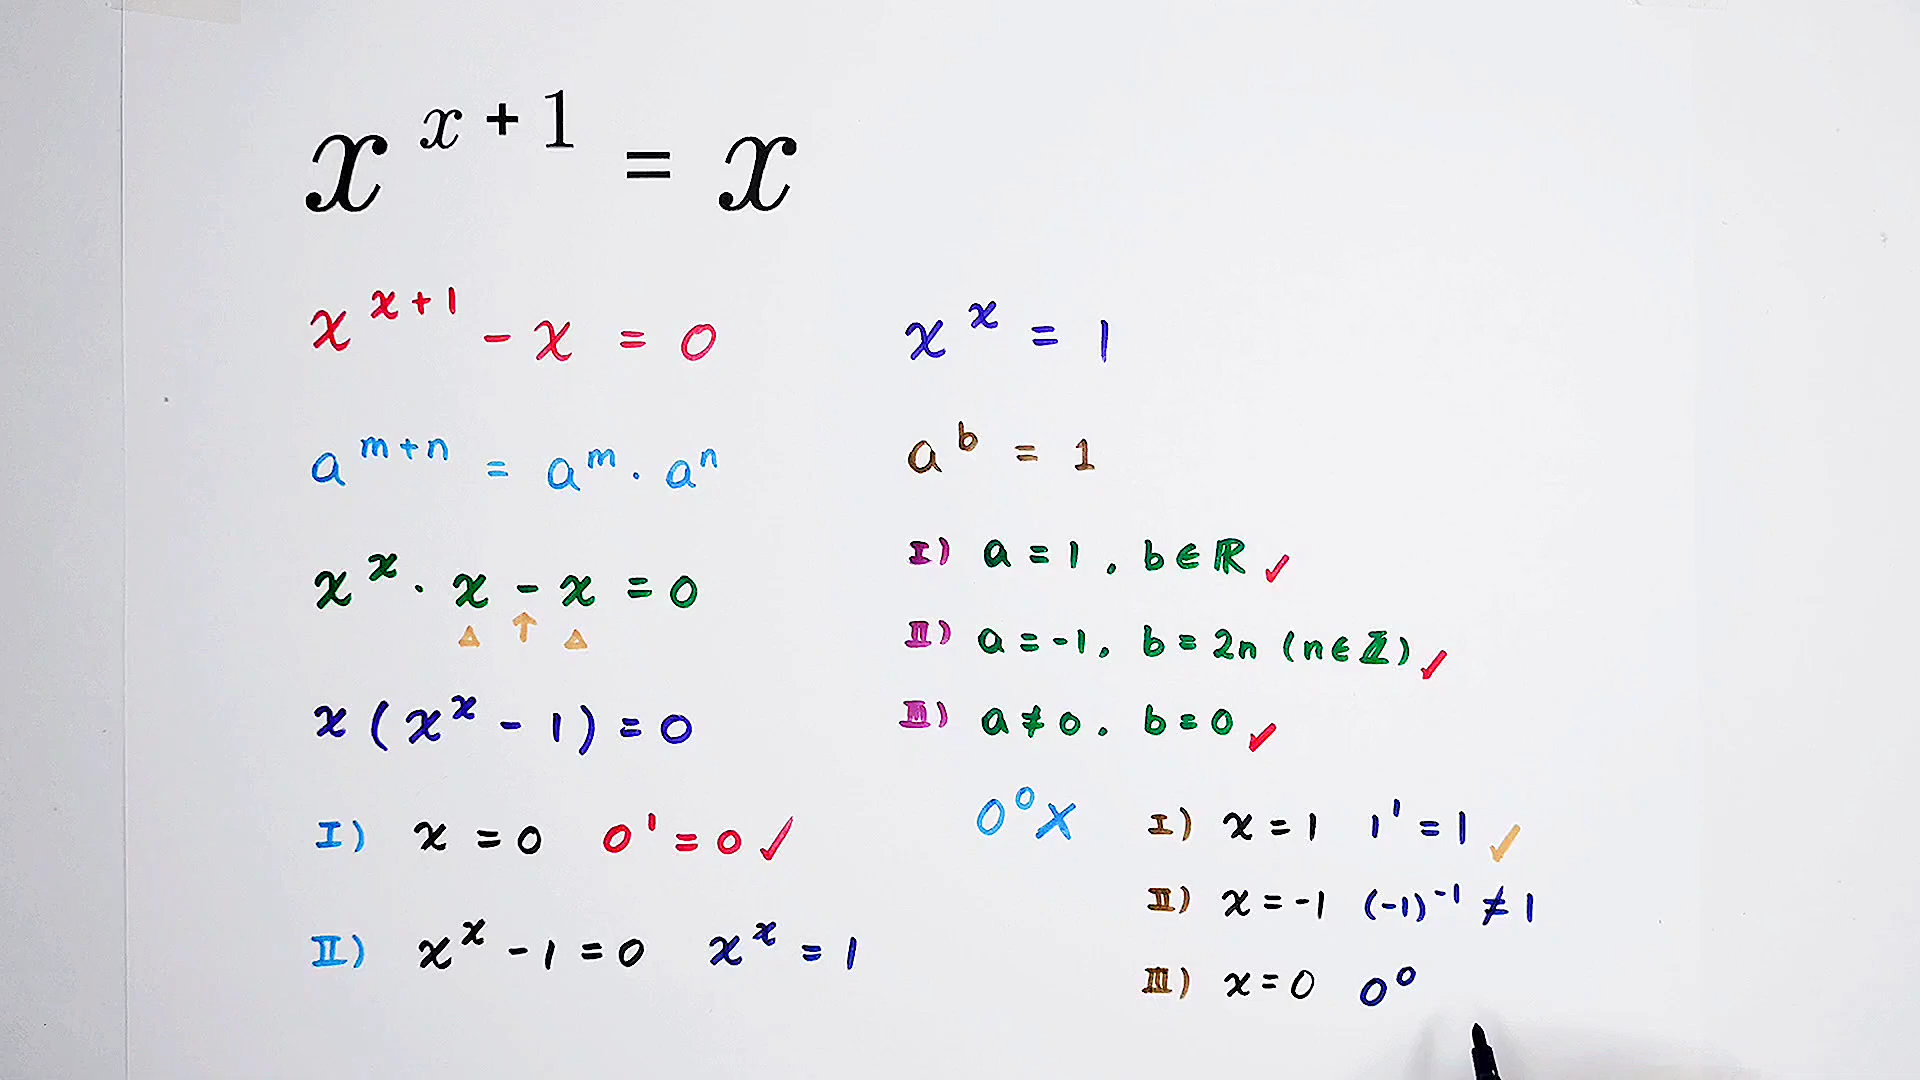 x^{x+1} = x
x^{x+1} - x = 0
a^{m+n} = a^m · a^n
x^x · x - x = 0
△ ↑ △
x(x^x - 1) = 0
I) x = 0 0^1 = 0 ✓
II) x^x - 1 = 0 x^x = 1
x^x = 1
a^b = 1
I) a = 1, b ∈ ℝ ✓
II) a = -1, b = 2n (n ∈ ℤ) ✓
III) a ≠ 0, b = 0 ✓
0^0 X
I) x = 1 1^1 = 1 ✓
II) x = -1 (-1)^{-1} ≠ 1
III) x = 0 0^0